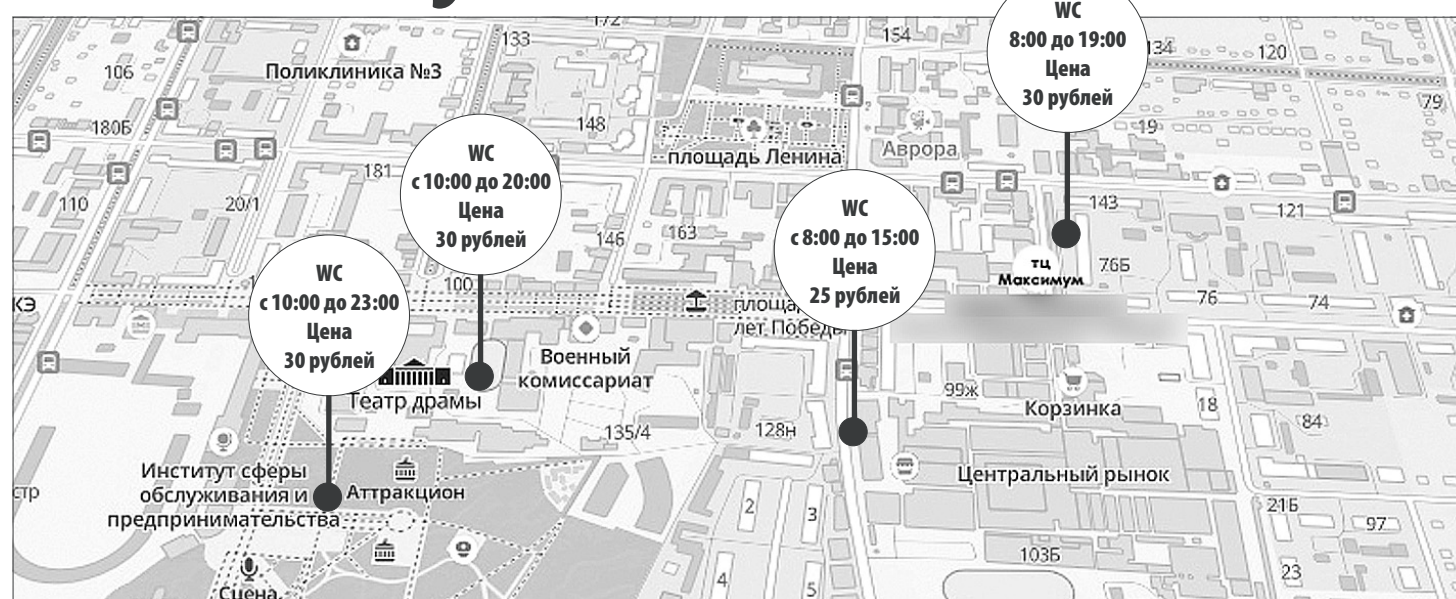 WC
8:00 до 19:00
Цена
30 рублей
172
133
154
134
120
106
Поликлиника №3
79
180Б
148
19
WC
с 10:00 до 20:00
Цена
30 рублей
площадь Ленина
Аврора
181
110
20/1
143
121
WC
с 8:00 до 15:00
Цена
25 рублей
163
146
WC
с 10:00 до 23:00
Цена
30 рублей
100
тц
Максимум
76Б
76
74
КЭ
лет Победы
Военный
комиссариат
Театр драмы
99ж
Корзинка
18
84
135/4
128н
Институт сферы
обслуживания и
предпринимательства
Аттракцион
Центральный рынок
стр
2
3
21Б
97
103Б
23
Сцена
4
5